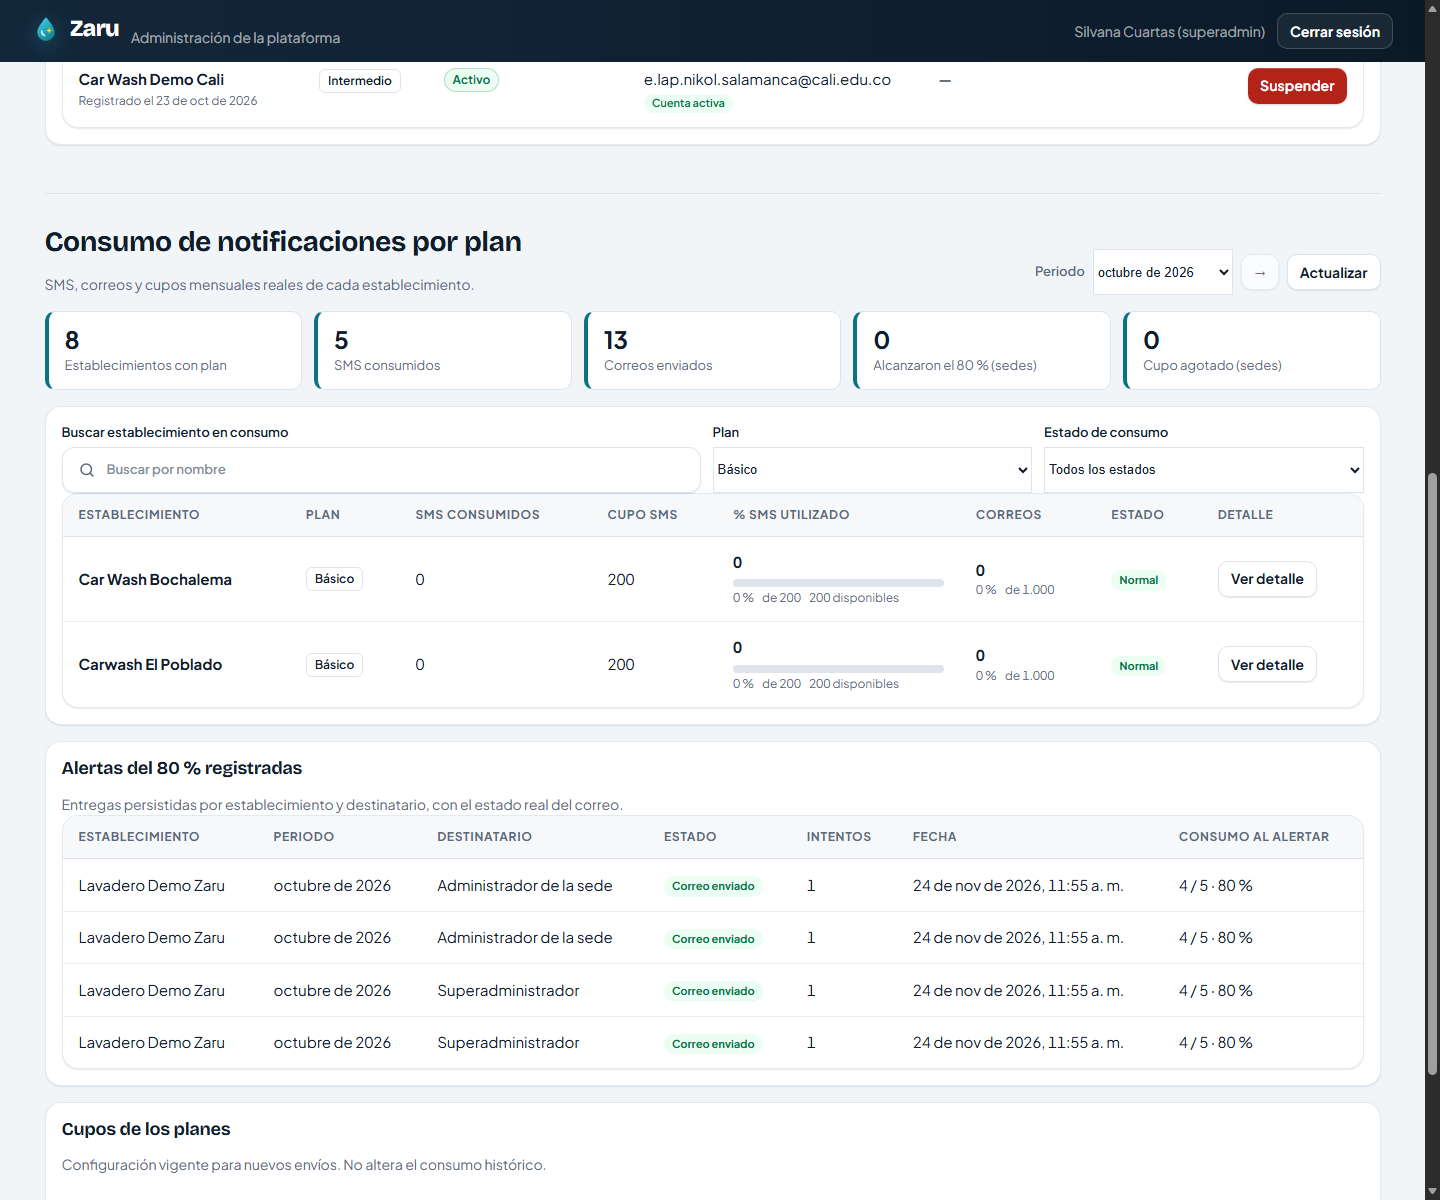 Zaru Administración de la plataforma Silvana Cuartas (superadmin) Cerrar sesión
Car Wash Demo Cali Intermedio Activo e.lap.nikol.salamanca@cali.edu.co — Suspender
Registrado el 23 de oct de 2026 Cuenta activa
Consumo de notificaciones por plan
SMS, correos y cupos mensuales reales de cada establecimiento. Periodo octubre de 2026 → Actualizar
8 5 13 0 0
Establecimientos con plan SMS consumidos Correos enviados Alcanzaron el 80 % (sedes) Cupo agotado (sedes)
Buscar establecimiento en consumo Plan Estado de consumo
Buscar por nombre Básico Todos los estados
ESTABLECIMIENTO PLAN SMS CONSUMIDOS CUPO SMS % SMS UTILIZADO CORREOS ESTADO DETALLE
Car Wash Bochalema Básico 0 200 0 0 Normal Ver detalle
0 % de 200 200 disponibles 0 % de 1.000
Carwash El Poblado Básico 0 200 0 0 Normal Ver detalle
0 % de 200 200 disponibles 0 % de 1.000
Alertas del 80 % registradas
Entregas persistidas por establecimiento y destinatario, con el estado real del correo.
ESTABLECIMIENTO PERIODO DESTINATARIO ESTADO INTENTOS FECHA CONSUMO AL ALERTAR
Lavadero Demo Zaru octubre de 2026 Administrador de la sede Correo enviado 1 24 de nov de 2026, 11:55 a. m. 4 / 5 · 80 %
Lavadero Demo Zaru octubre de 2026 Administrador de la sede Correo enviado 1 24 de nov de 2026, 11:55 a. m. 4 / 5 · 80 %
Lavadero Demo Zaru octubre de 2026 Superadministrador Correo enviado 1 24 de nov de 2026, 11:55 a. m. 4 / 5 · 80 %
Lavadero Demo Zaru octubre de 2026 Superadministrador Correo enviado 1 24 de nov de 2026, 11:55 a. m. 4 / 5 · 80 %
Cupos de los planes
Configuración vigente para nuevos envíos. No altera el consumo histórico.